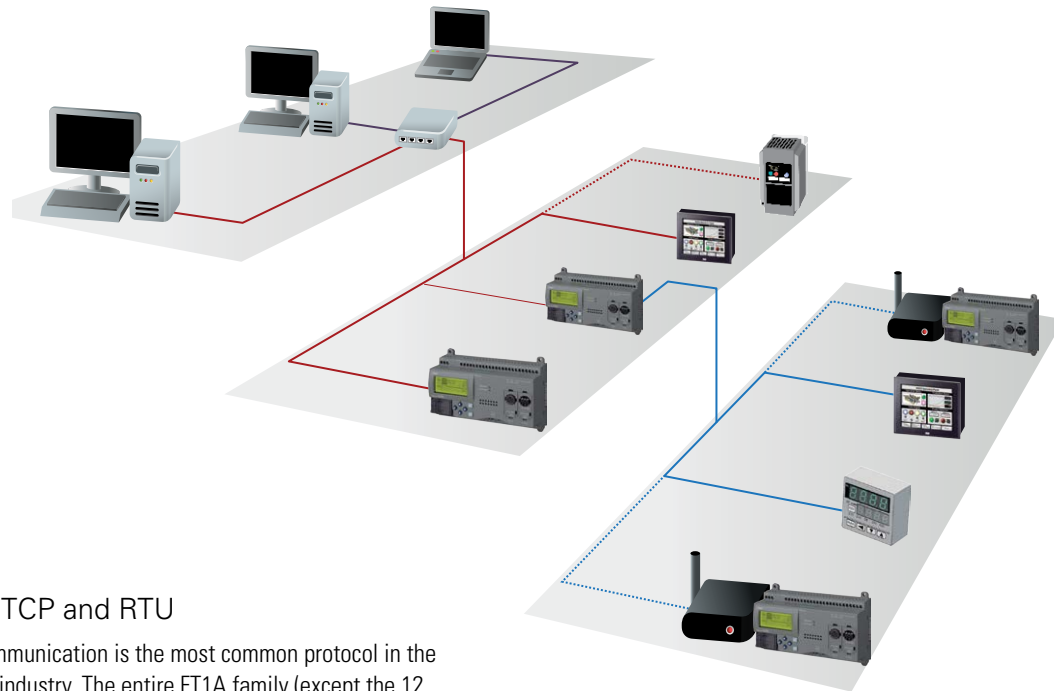 TCP and RTU
mmunication is the most common protocol in the
industry. The entire FT1A family (except the 12